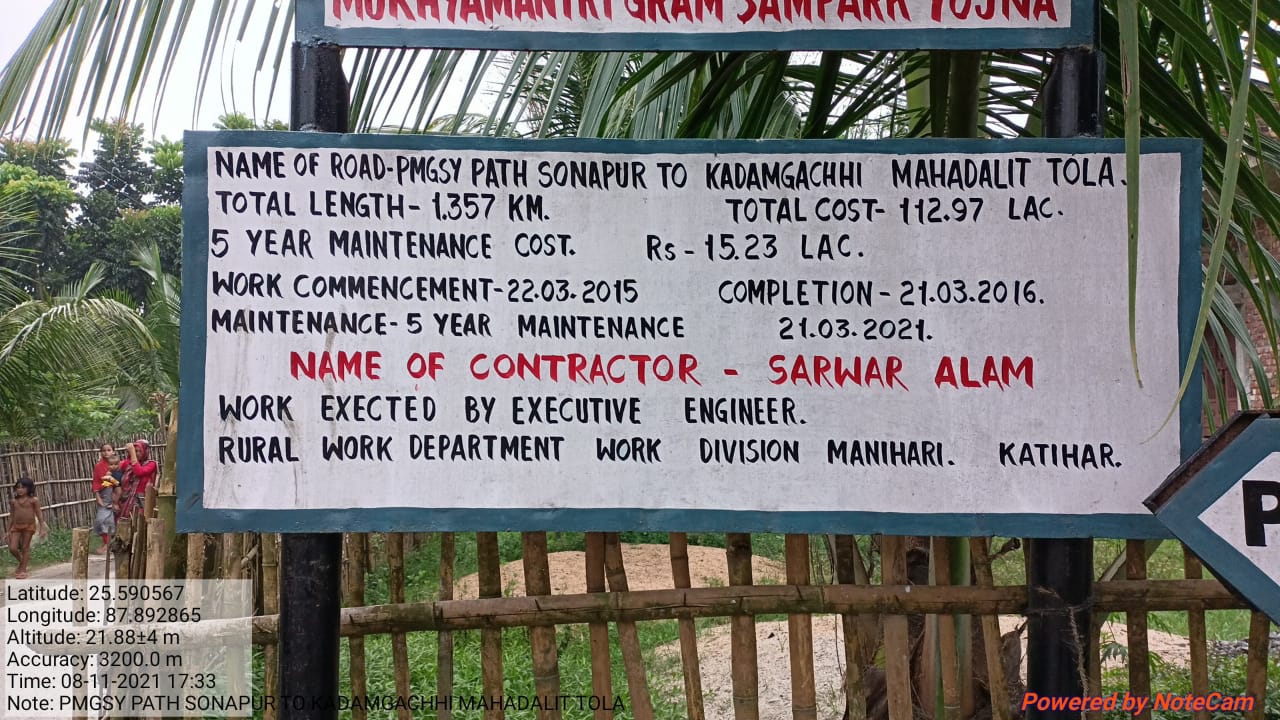 MUKHYAMANTRI GRAM SAMPARK YOJNA
NAME OF ROAD-PMGSY PATH SONAPUR TO KADAMGACHHI MAHADALIT TOLA.
TOTAL LENGTH- 1.357 KM. TOTAL COST- 112.97 LAC.
5 YEAR MAINTENANCE COST. Rs - 15.23 LAC.
WORK COMMENCEMENT-22.03.2015 COMPLETION - 21.03.2016.
MAINTENANCE- 5 YEAR MAINTENANCE 21.03.2021.
NAME OF CONTRACTOR - SARWAR ALAM
WORK EXECTED BY EXECUTIVE ENGINEER.
RURAL WORK DEPARTMENT WORK DIVISION MANIHARI. KATIHAR.
P
Latitude: 25.590567
Longitude: 87.892865
Altitude: 21.88±4 m
Accuracy: 3200.0 m
Time: 08-11-2021 17:33
Note: PMGSY PATH SONAPUR TO KADAMGACHHI MAHADALIT TOLA
Powered by NoteCam